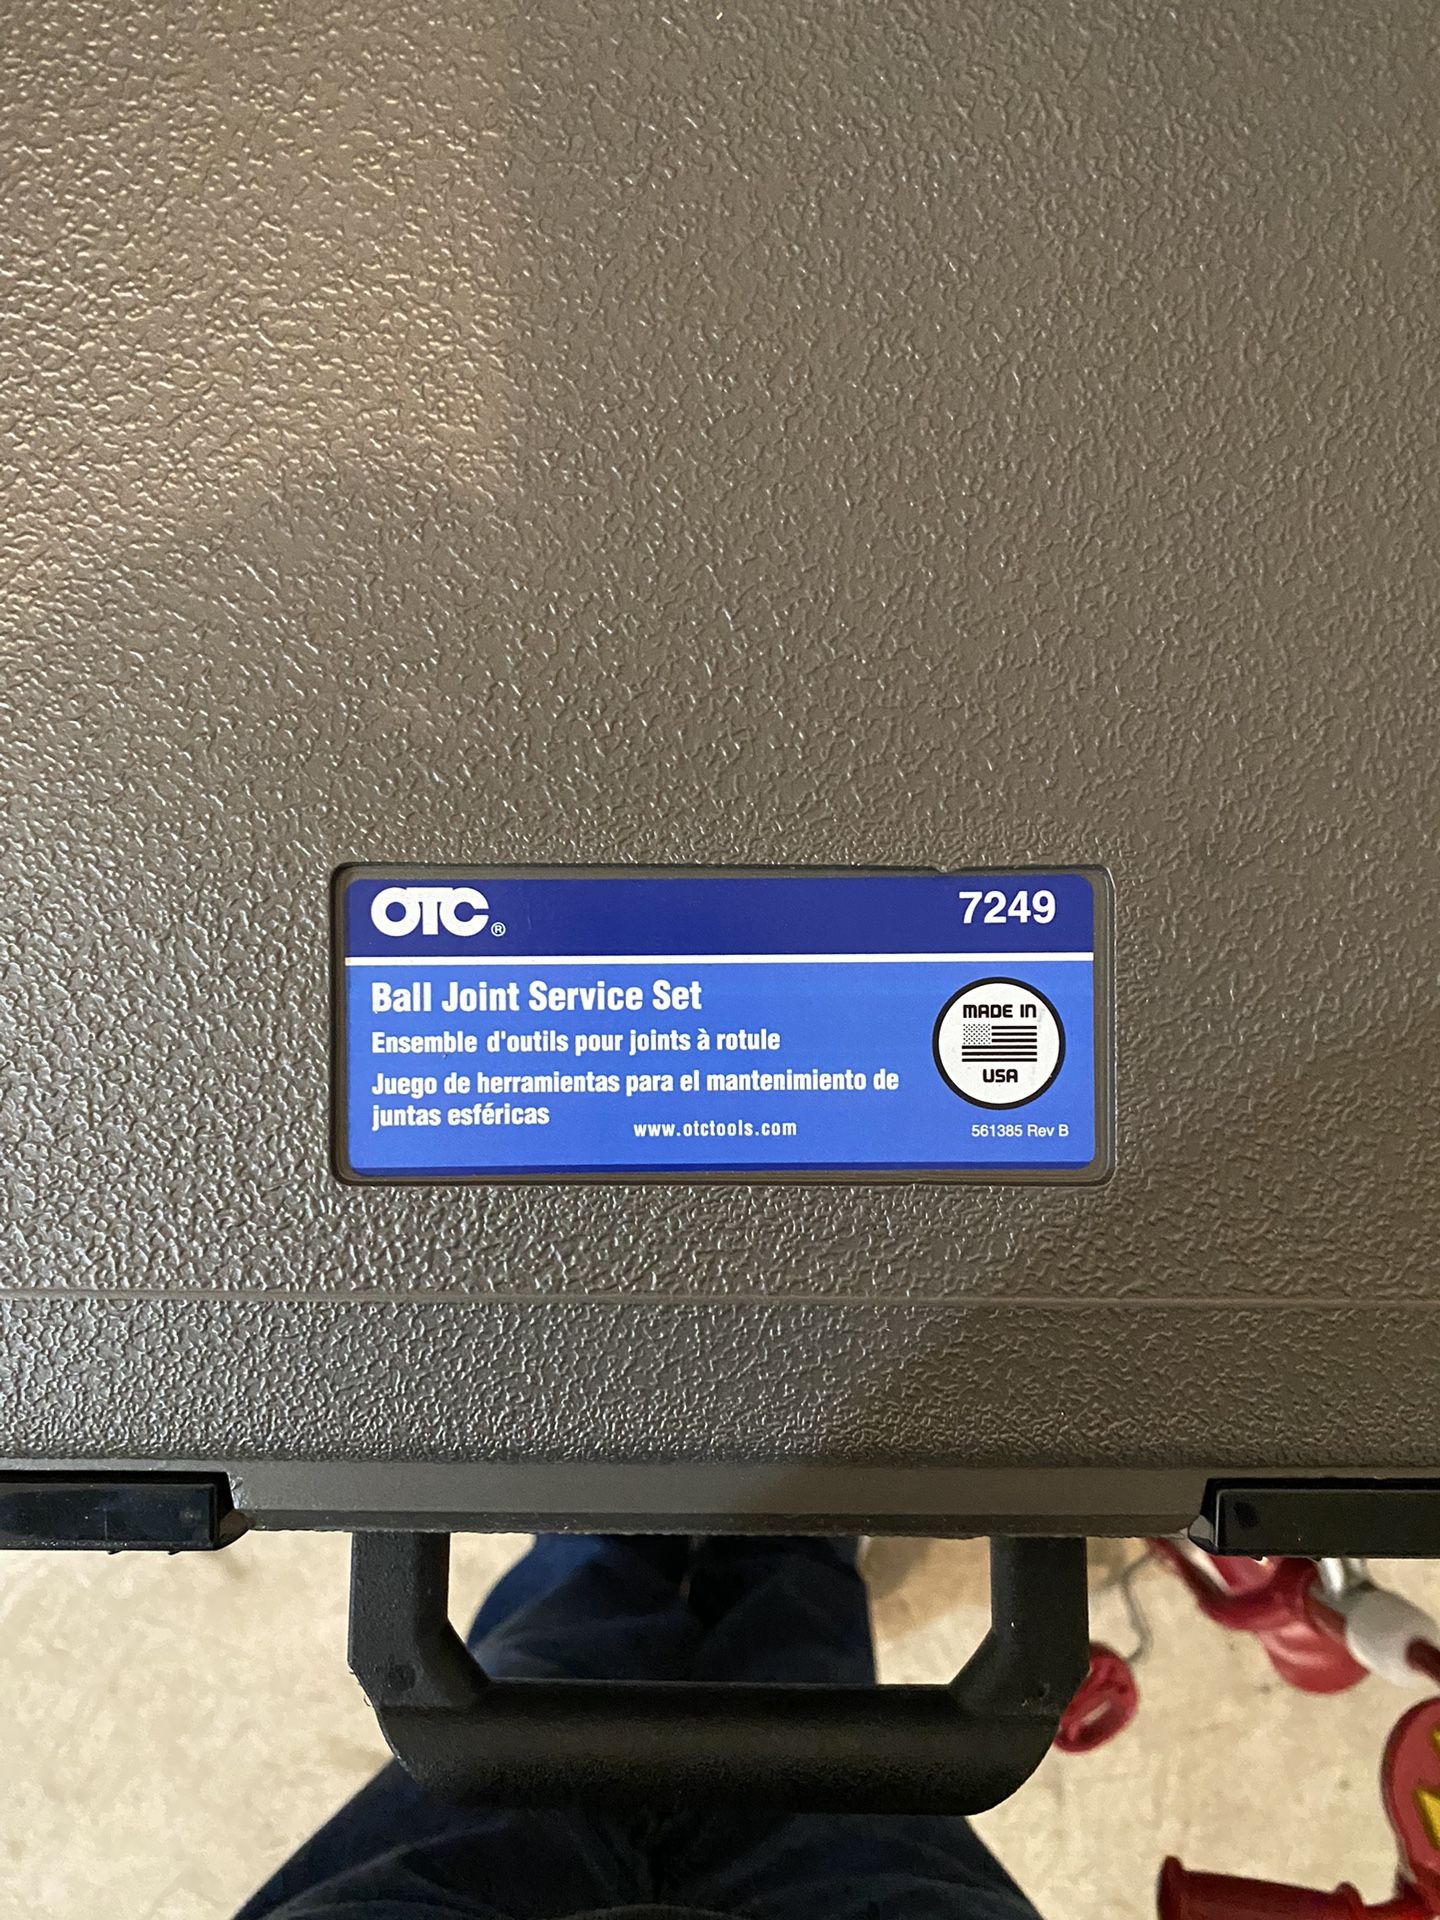 OTC®
7249
Ball Joint Service Set
Ensemble d'outils pour joints à rotule
Juego de herramientas para el mantenimiento de
juntas esféricas
www.otctools.com
MADE IN
USA
561385 Rev B